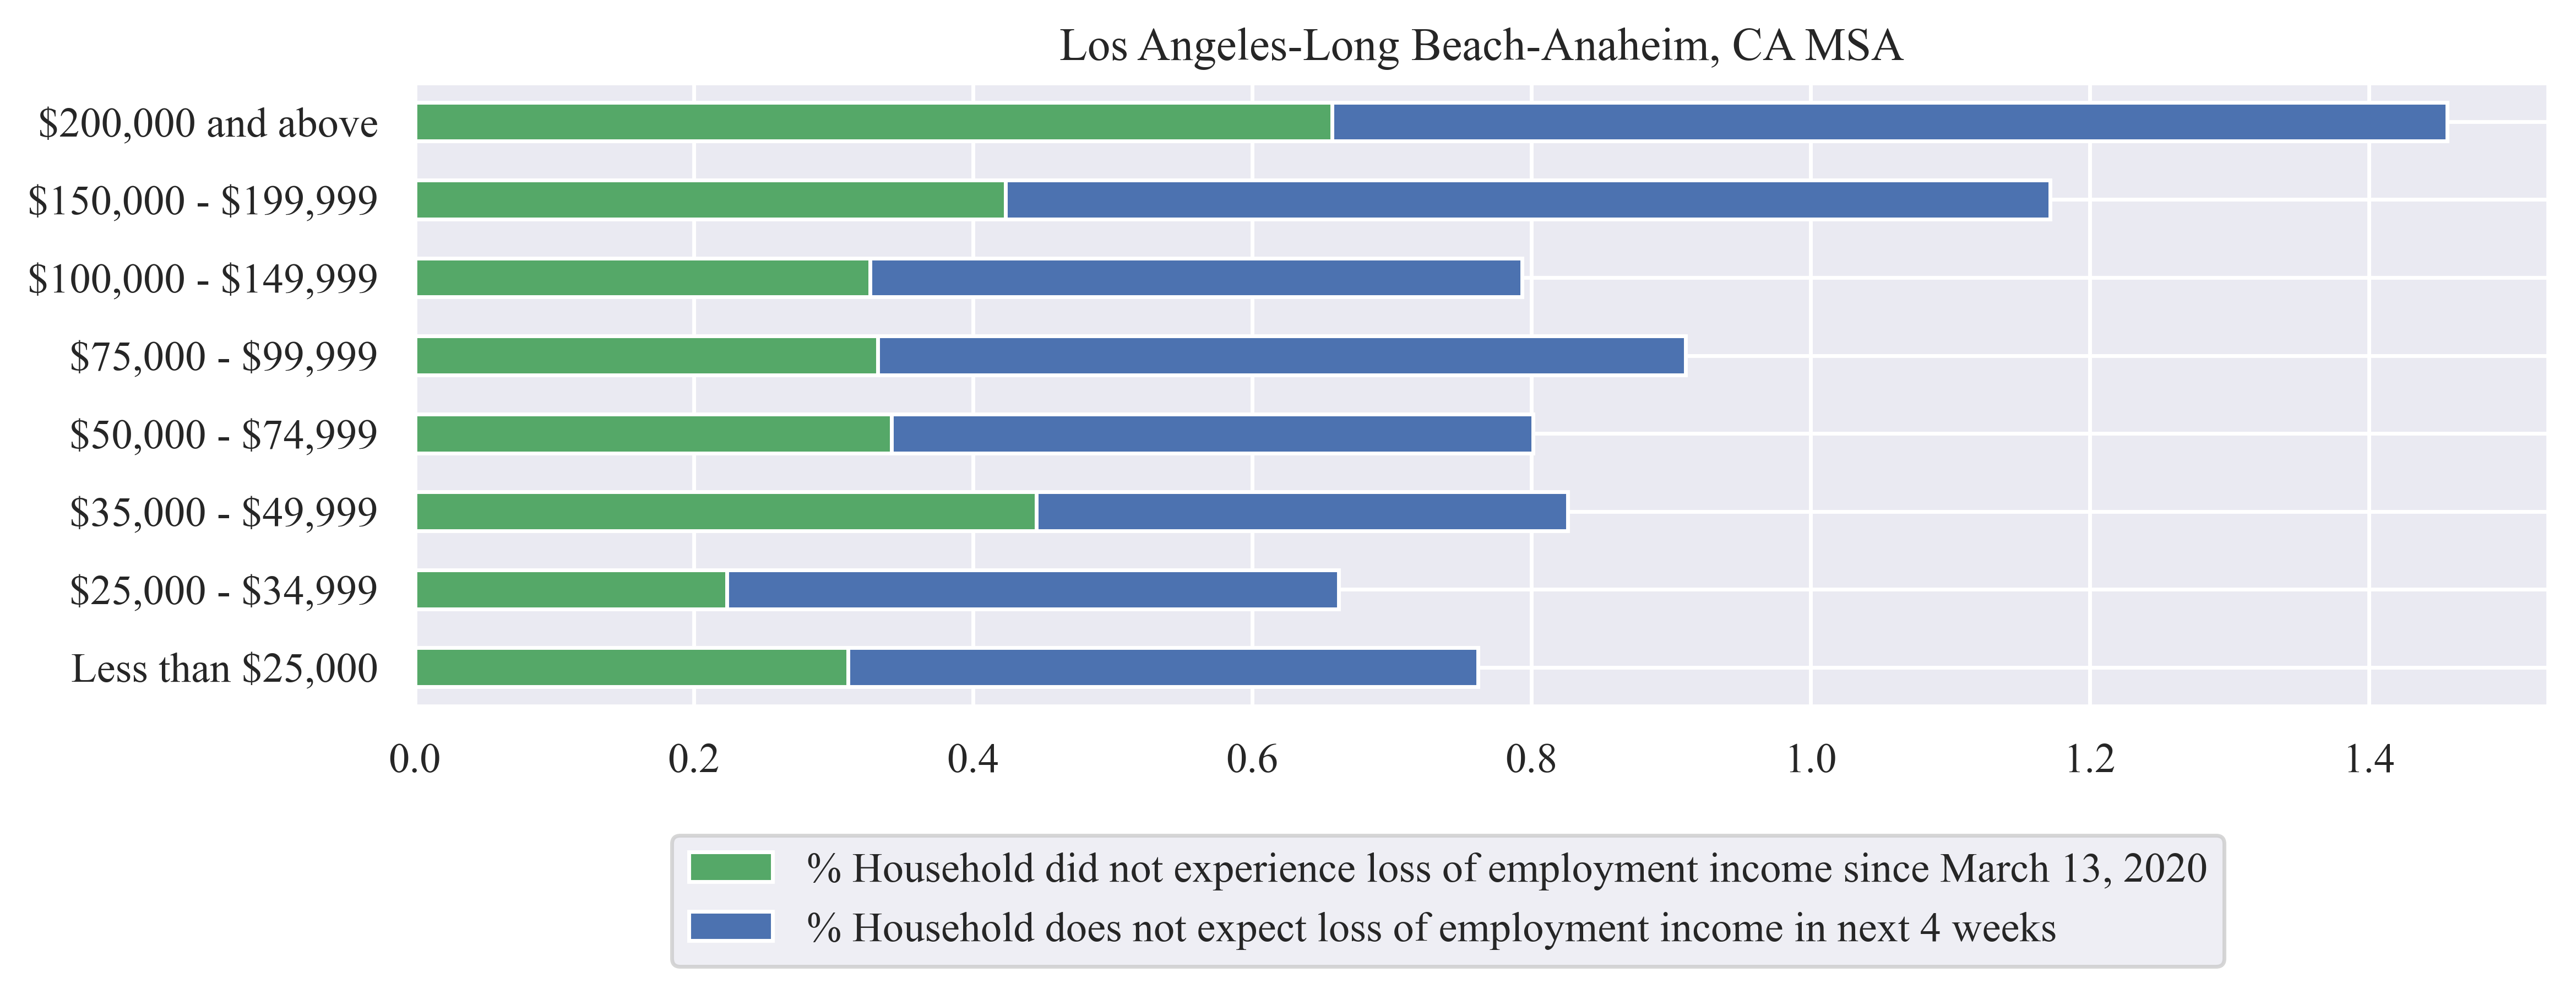 Los Angeles-Long Beach-Anaheim, CA MSA
$200,000 and above
$150,000 - $199,999
$100,000 - $149,999
$75,000 - $99,999
$50,000 - $74,999
$35,000 - $49,999
$25,000 - $34,999
Less than $25,000
0.0 0.2 0.4 0.6 0.8 1.0 1.2 1.4
% Household did not experience loss of employment income since March 13, 2020
% Household does not expect loss of employment income in next 4 weeks